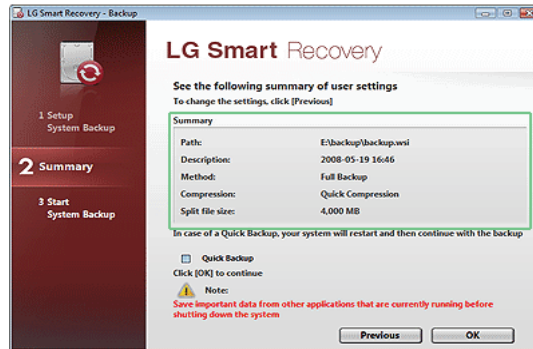 LG Smart Recovery - Backup
LG Smart Recovery
See the following summary of user settings
To change the settings, click [Previous]
1 Setup
System Backup
2 Summary
3 Start
System Backup
Summary
Path: E:\backup\backup.wsi
Description: 2008-05-19 16:46
Method: Full Backup
Compression: Quick Compression
Split file size: 4,000 MB
In case of a Quick Backup, your system will restart and then continue with the backup
Quick Backup
Click [OK] to continue
Note:
Save important data from other applications that are currently running before
shutting down the system
Previous
OK